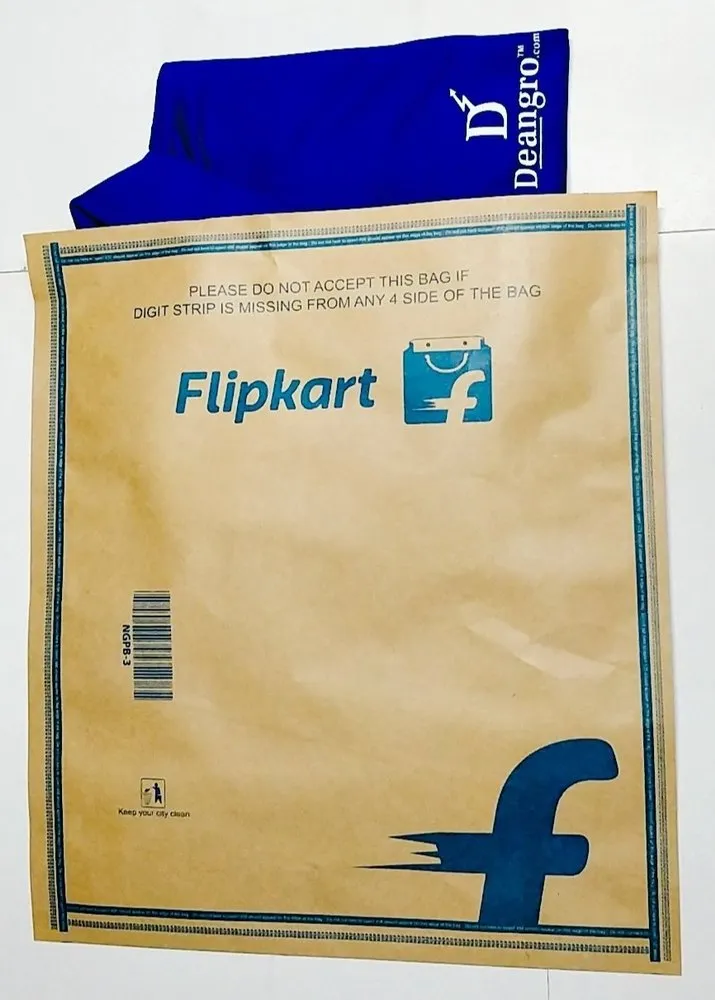 D
Deangro™.com
PLEASE DO NOT ACCEPT THIS BAG IF
DIGIT STRIP IS MISSING FROM ANY 4 SIDE OF THE BAG
Flipkart
f
NGPB-3
Keep your city clean
f